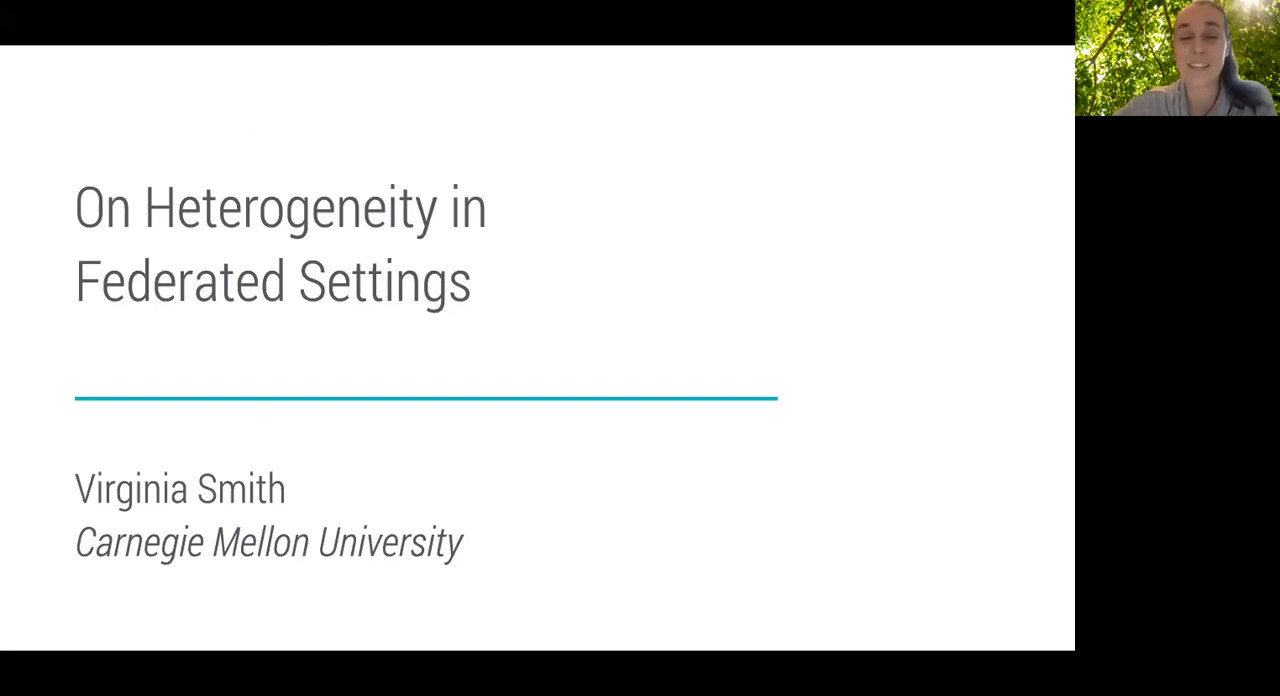 On Heterogeneity in
Federated Settings
Virginia Smith
Carnegie Mellon University